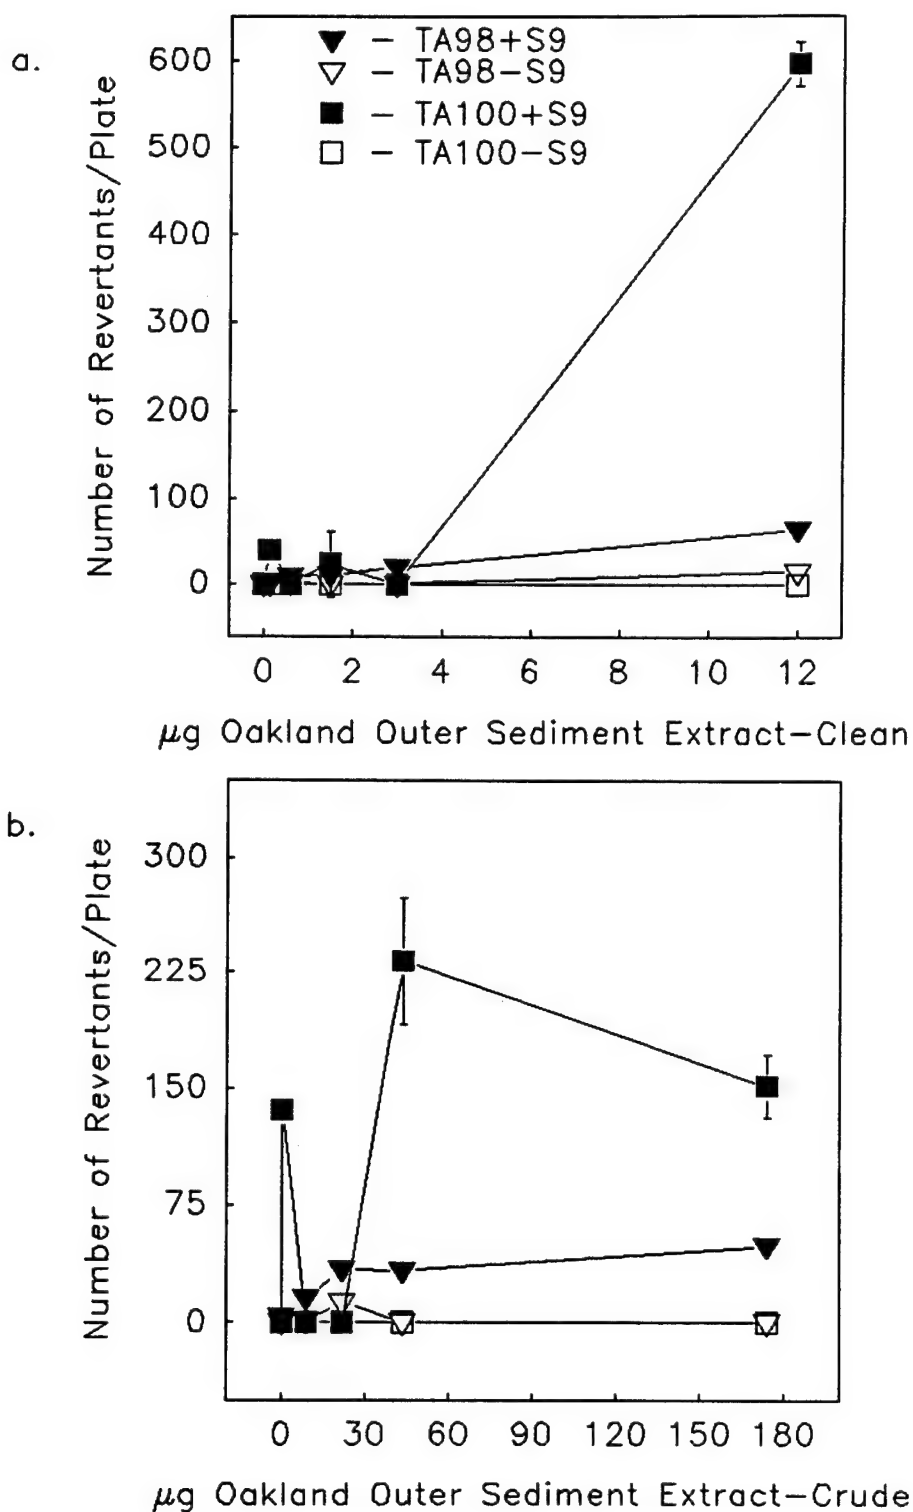 a.
Number of Revertants/Plate
600
500
400
300
200
100
0
▼ – TA98+S9
▽ – TA98–S9
■ – TA100+S9
□ – TA100–S9
0 2 4 6 8 10 12
μg Oakland Outer Sediment Extract–Clean
b.
Number of Revertants/Plate
300
225
150
75
0
0 30 60 90 120 150 180
μg Oakland Outer Sediment Extract–Crude